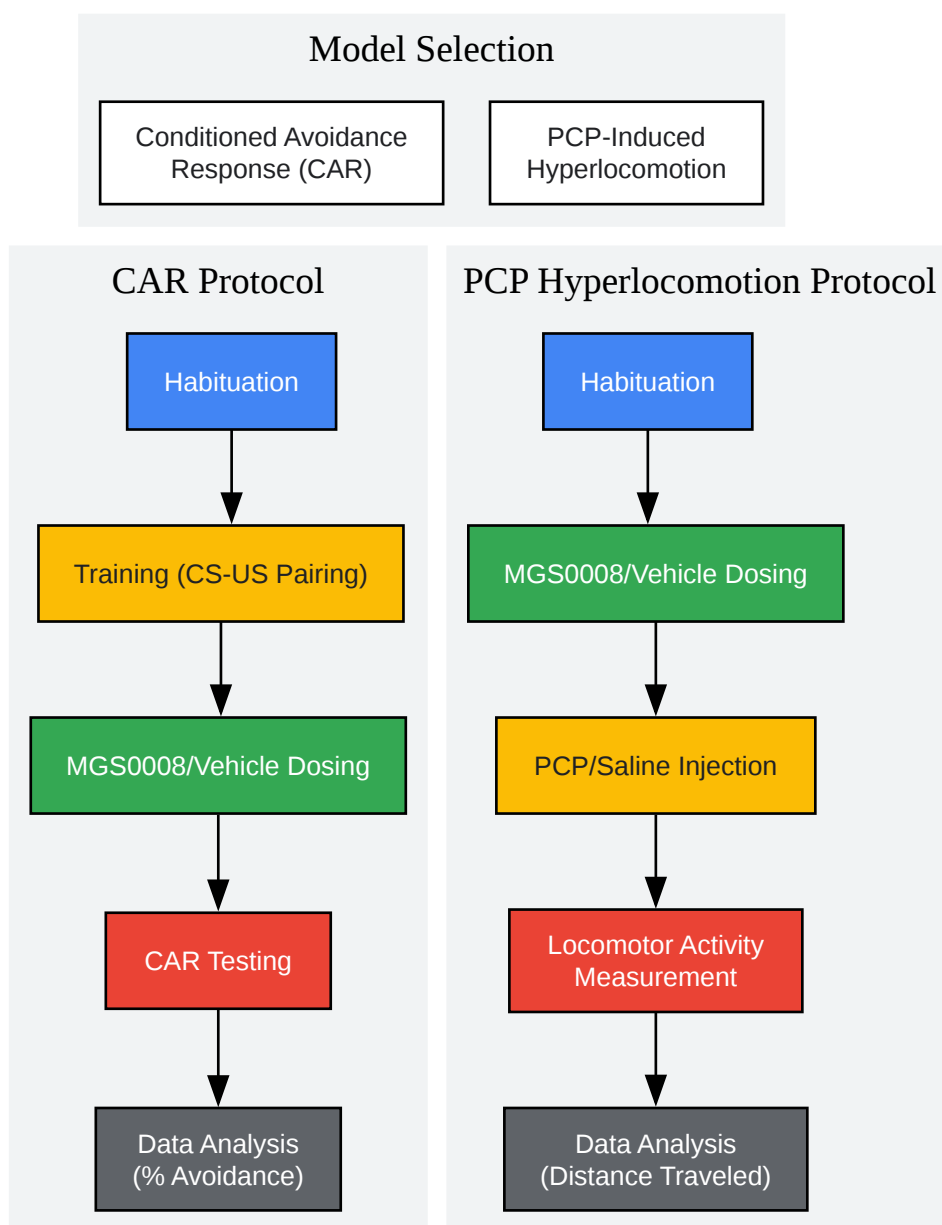 Model Selection
Conditioned Avoidance
Response (CAR)
PCP-Induced
Hyperlocomotion
CAR Protocol
Habituation
Training (CS-US Pairing)
MGS0008/Vehicle Dosing
CAR Testing
Data Analysis
(% Avoidance)
PCP Hyperlocomotion Protocol
Habituation
MGS0008/Vehicle Dosing
PCP/Saline Injection
Locomotor Activity
Measurement
Data Analysis
(Distance Traveled)